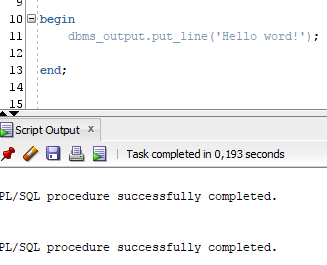 9
10 begin
11 dbms_output.put_line('Hello word!');
12
13 end;
14
15
Script Output x
Task completed in 0,193 seconds
PL/SQL procedure successfully completed.
PL/SQL procedure successfully completed.